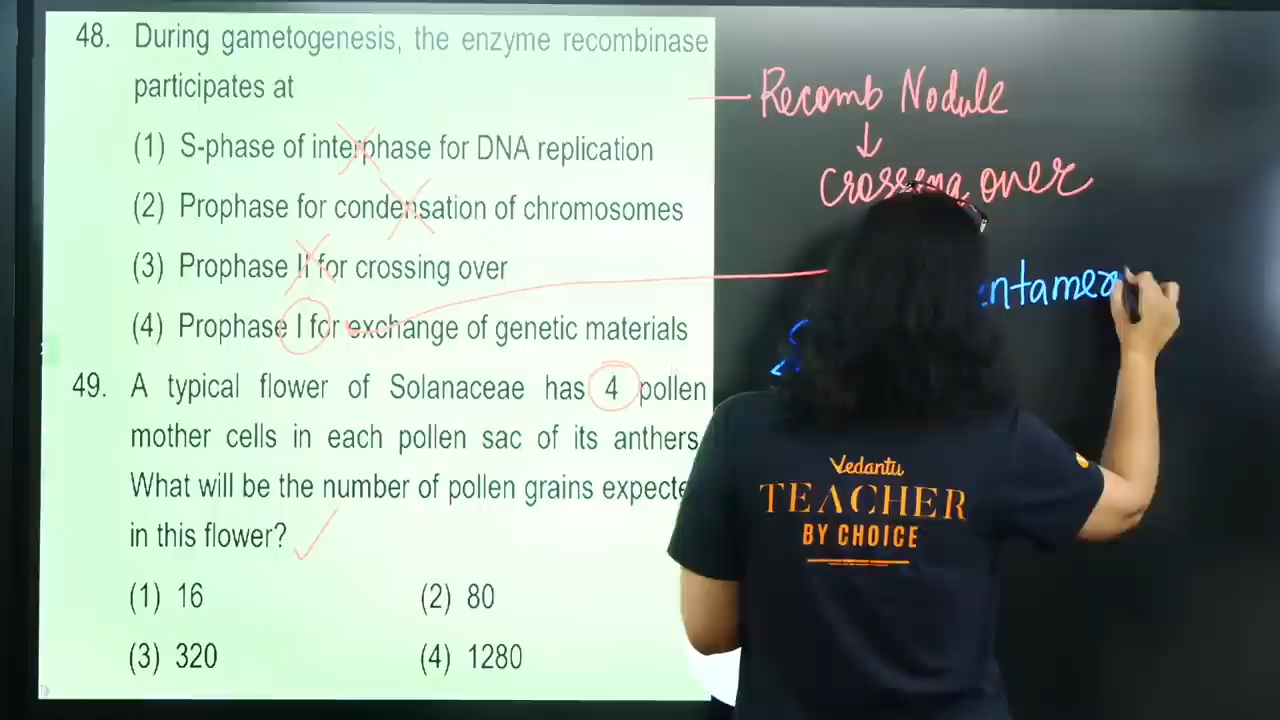 48. During gametogenesis, the enzyme recombinase
participates at
(1) S-phase of interphase for DNA replication
(2) Prophase for condensation of chromosomes
(3) Prophase II for crossing over
(4) Prophase I for exchange of genetic materials
49. A typical flower of Solanaceae has 4 pollen
mother cells in each pollen sac of its anthers
What will be the number of pollen grains expecte
in this flower?
(1) 16 (2) 80
(3) 320 (4) 1280
Recomb Nodule
↓
crossing over
entamer
Vedantu
TEACHER
BY CHOICE